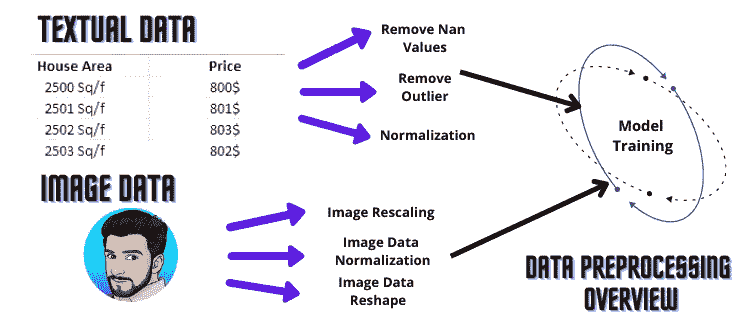 TEXTUAL DATA
House Area Price
2500 Sq/f 800$
2501 Sq/f 801$
2502 Sq/f 803$
2503 Sq/f 802$
Remove Nan
Values
Remove
Outlier
Normalization
Model
Training
IMAGE DATA
Image Rescaling
Image Data
Normalization
Image Data
Reshape
DATA PREPROCESSING
OVERVIEW